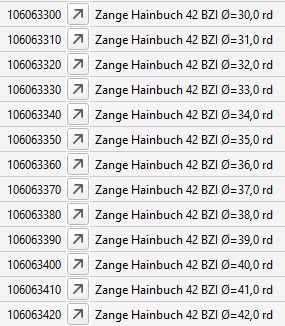 106063300 Zange Hainbuch 42 BZI Ø=30,0 rd
106063310 Zange Hainbuch 42 BZI Ø=31,0 rd
106063320 Zange Hainbuch 42 BZI Ø=32,0 rd
106063330 Zange Hainbuch 42 BZI Ø=33,0 rd
106063340 Zange Hainbuch 42 BZI Ø=34,0 rd
106063350 Zange Hainbuch 42 BZI Ø=35,0 rd
106063360 Zange Hainbuch 42 BZI Ø=36,0 rd
106063370 Zange Hainbuch 42 BZI Ø=37,0 rd
106063380 Zange Hainbuch 42 BZI Ø=38,0 rd
106063390 Zange Hainbuch 42 BZI Ø=39,0 rd
106063400 Zange Hainbuch 42 BZI Ø=40,0 rd
106063410 Zange Hainbuch 42 BZI Ø=41,0 rd
106063420 Zange Hainbuch 42 BZI Ø=42,0 rd